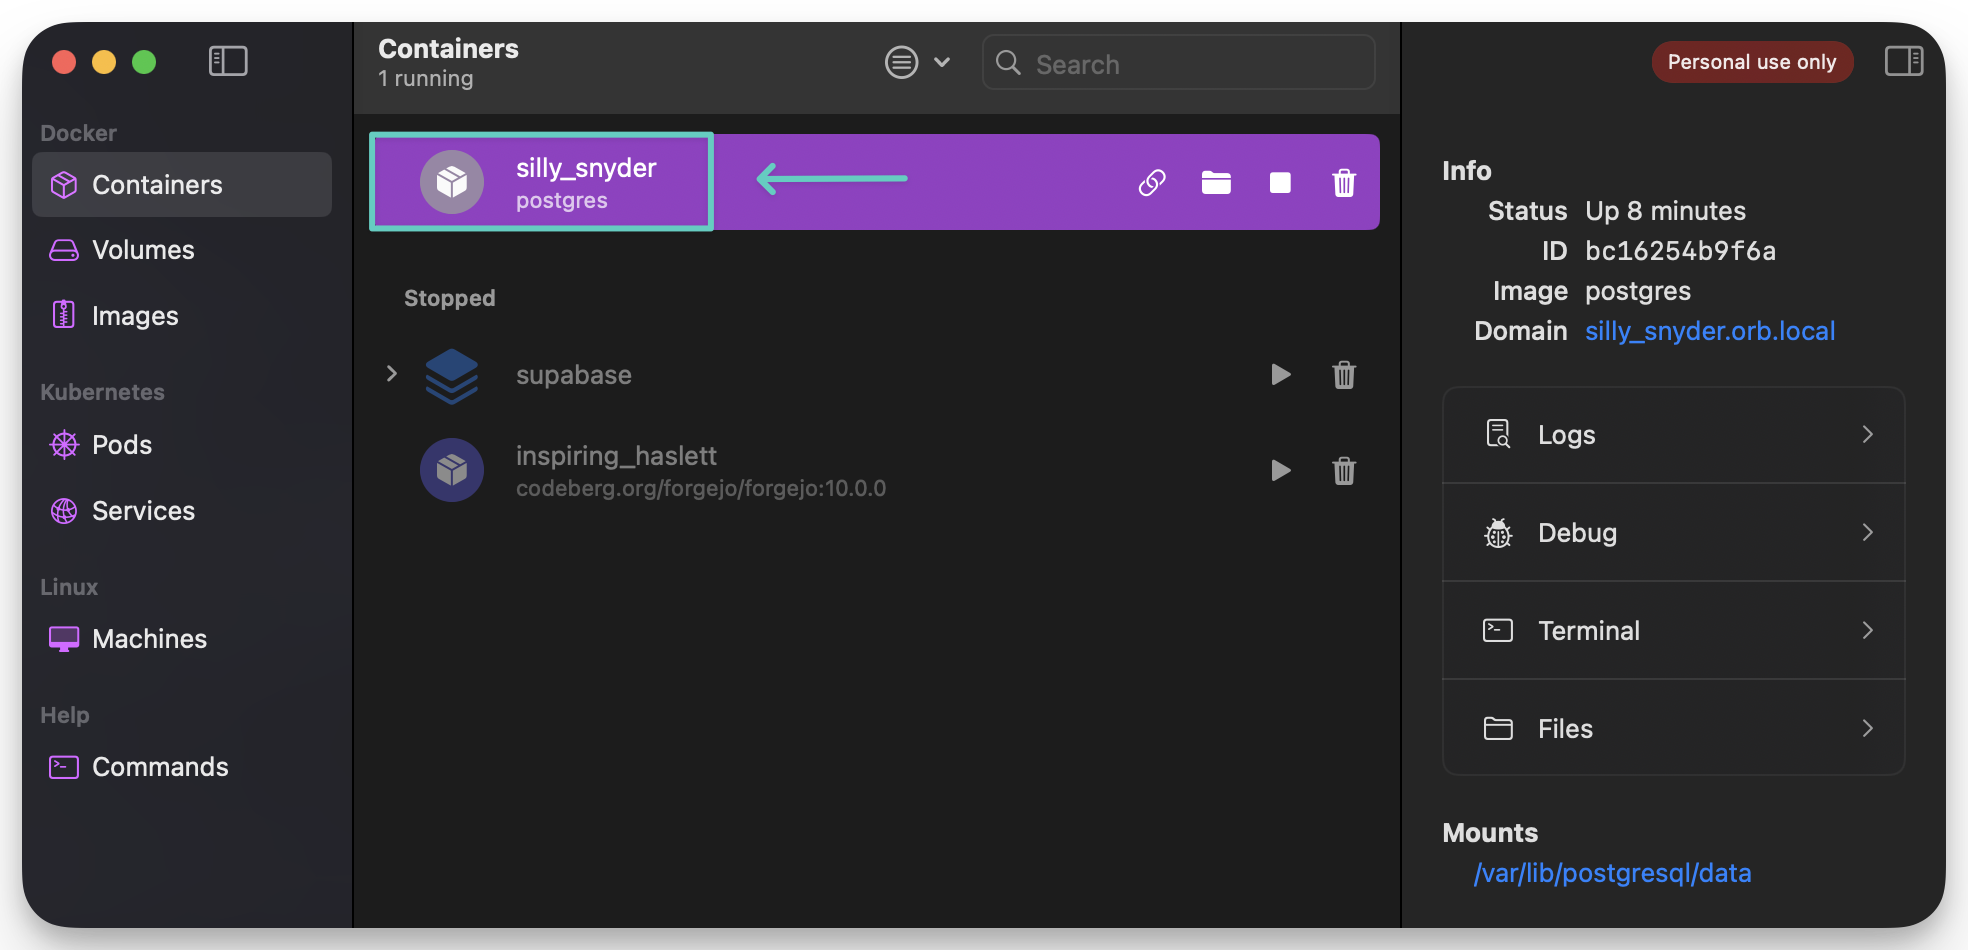 Docker
Containers
Volumes
Images
Kubernetes
Pods
Services
Linux
Machines
Help
Commands
Containers
1 running
Search
silly_snyder
postgres
Stopped
supabase
inspiring_haslett
codeberg.org/forgejo/forgejo:10.0.0
Personal use only
Info
Status Up 8 minutes
ID bc16254b9f6a
Image postgres
Domain silly_snyder.orb.local
Logs
Debug
Terminal
Files
Mounts
/var/lib/postgresql/data